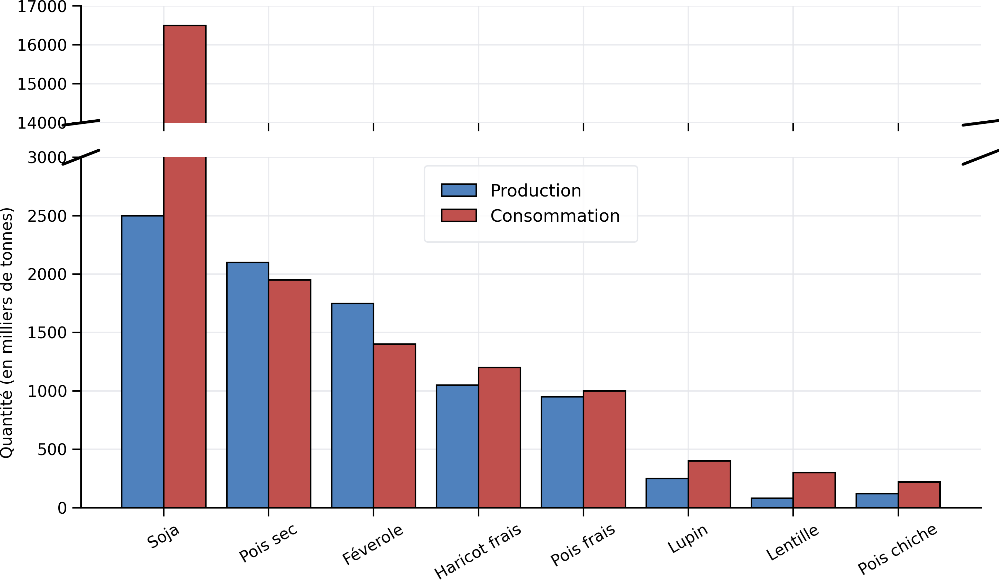 17000
16000
15000
14000
3000
2500
2000
1500
1000
500
0
Quantité (en milliers de tonnes)
Production
Consommation
Soja
Pois sec
Féverole
Haricot frais
Pois frais
Lupin
Lentille
Pois chiche